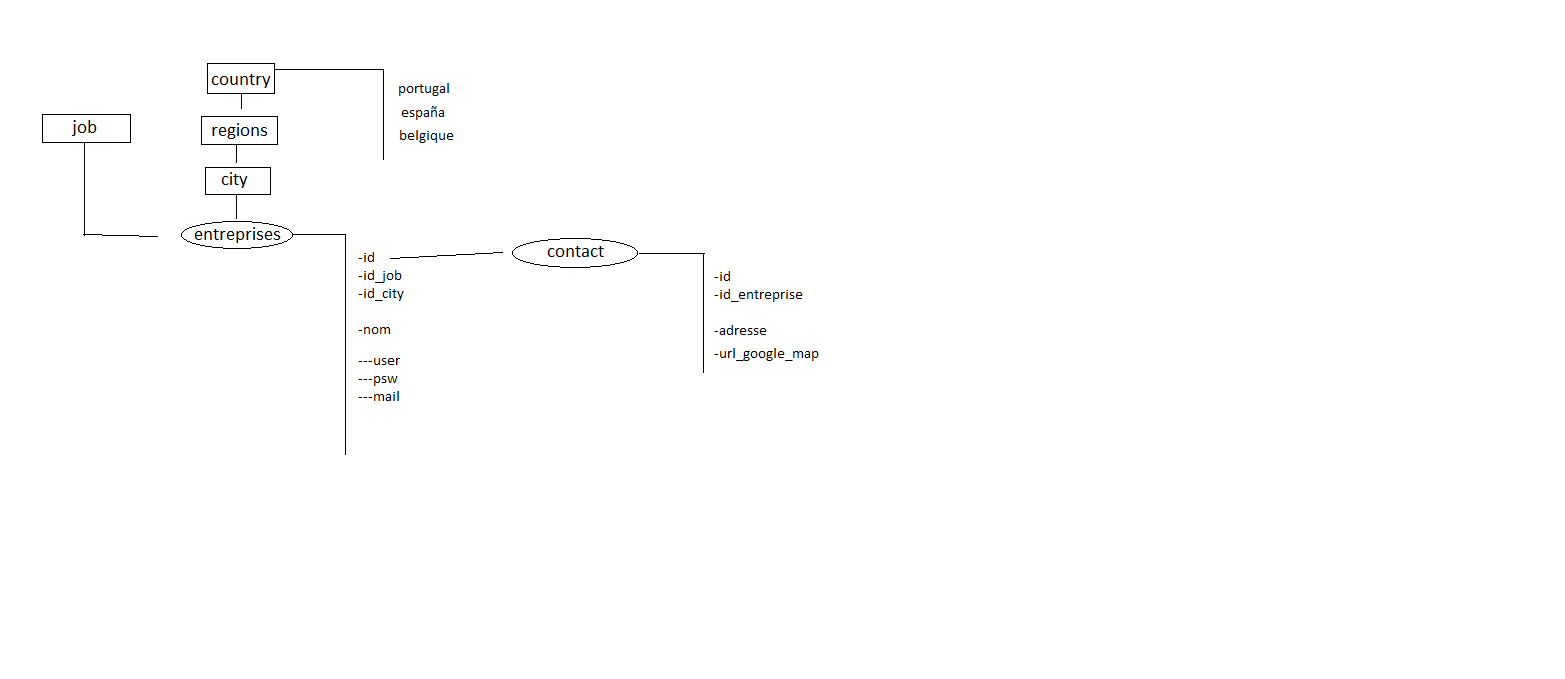 country
portugal
españa
belgique
job
regions
city
entreprises
-id
-id_job
-id_city
-nom
---user
---psw
---mail
contact
-id
-id_entreprise
-adresse
-url_google_map